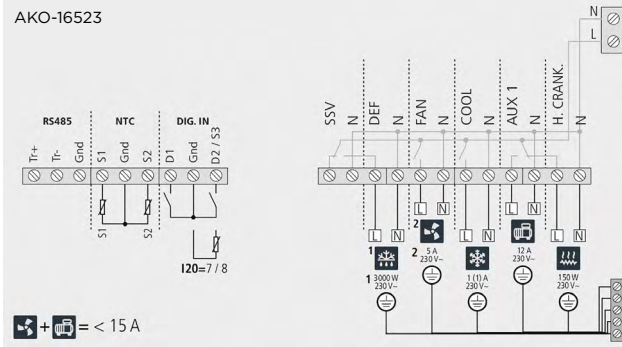 AKO-16523
N
L
RS485 NTC DIG. IN
Tr+ Tr- Gnd S1 Gnd S2 D1 Gnd D2 / S3
SSV N DEF N FAN N COOL N AUX 1 N H. CRANK. N
S1 S2
I20=7 / 8
L N L N L N L N L N
1 2
1 3000 W 230 V~
2 5 A 230 V~
1 (1) A 230 V~
12 A 230 V~
150 W 230 V~
+ = < 15 A